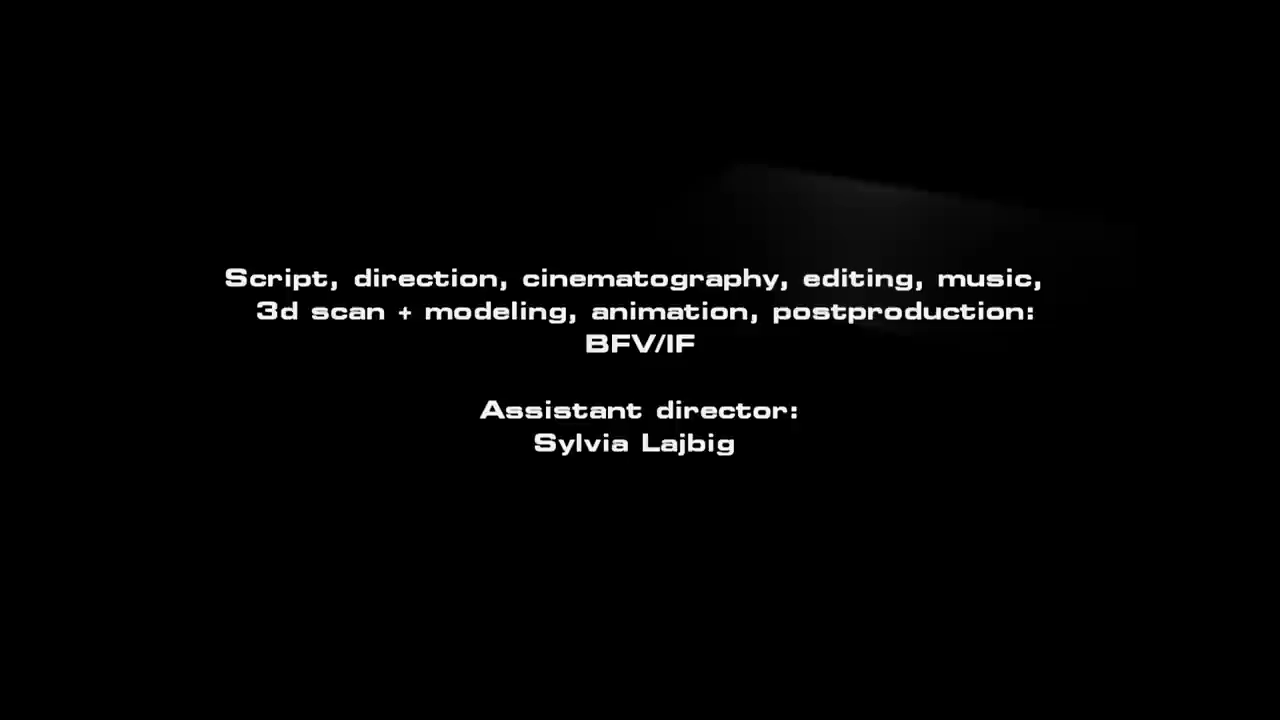 Script, direction, cinematography, editing, music,
3d scan + modeling, animation, postproduction:
BFV/IF
Assistant director:
Sylvia Lajbig